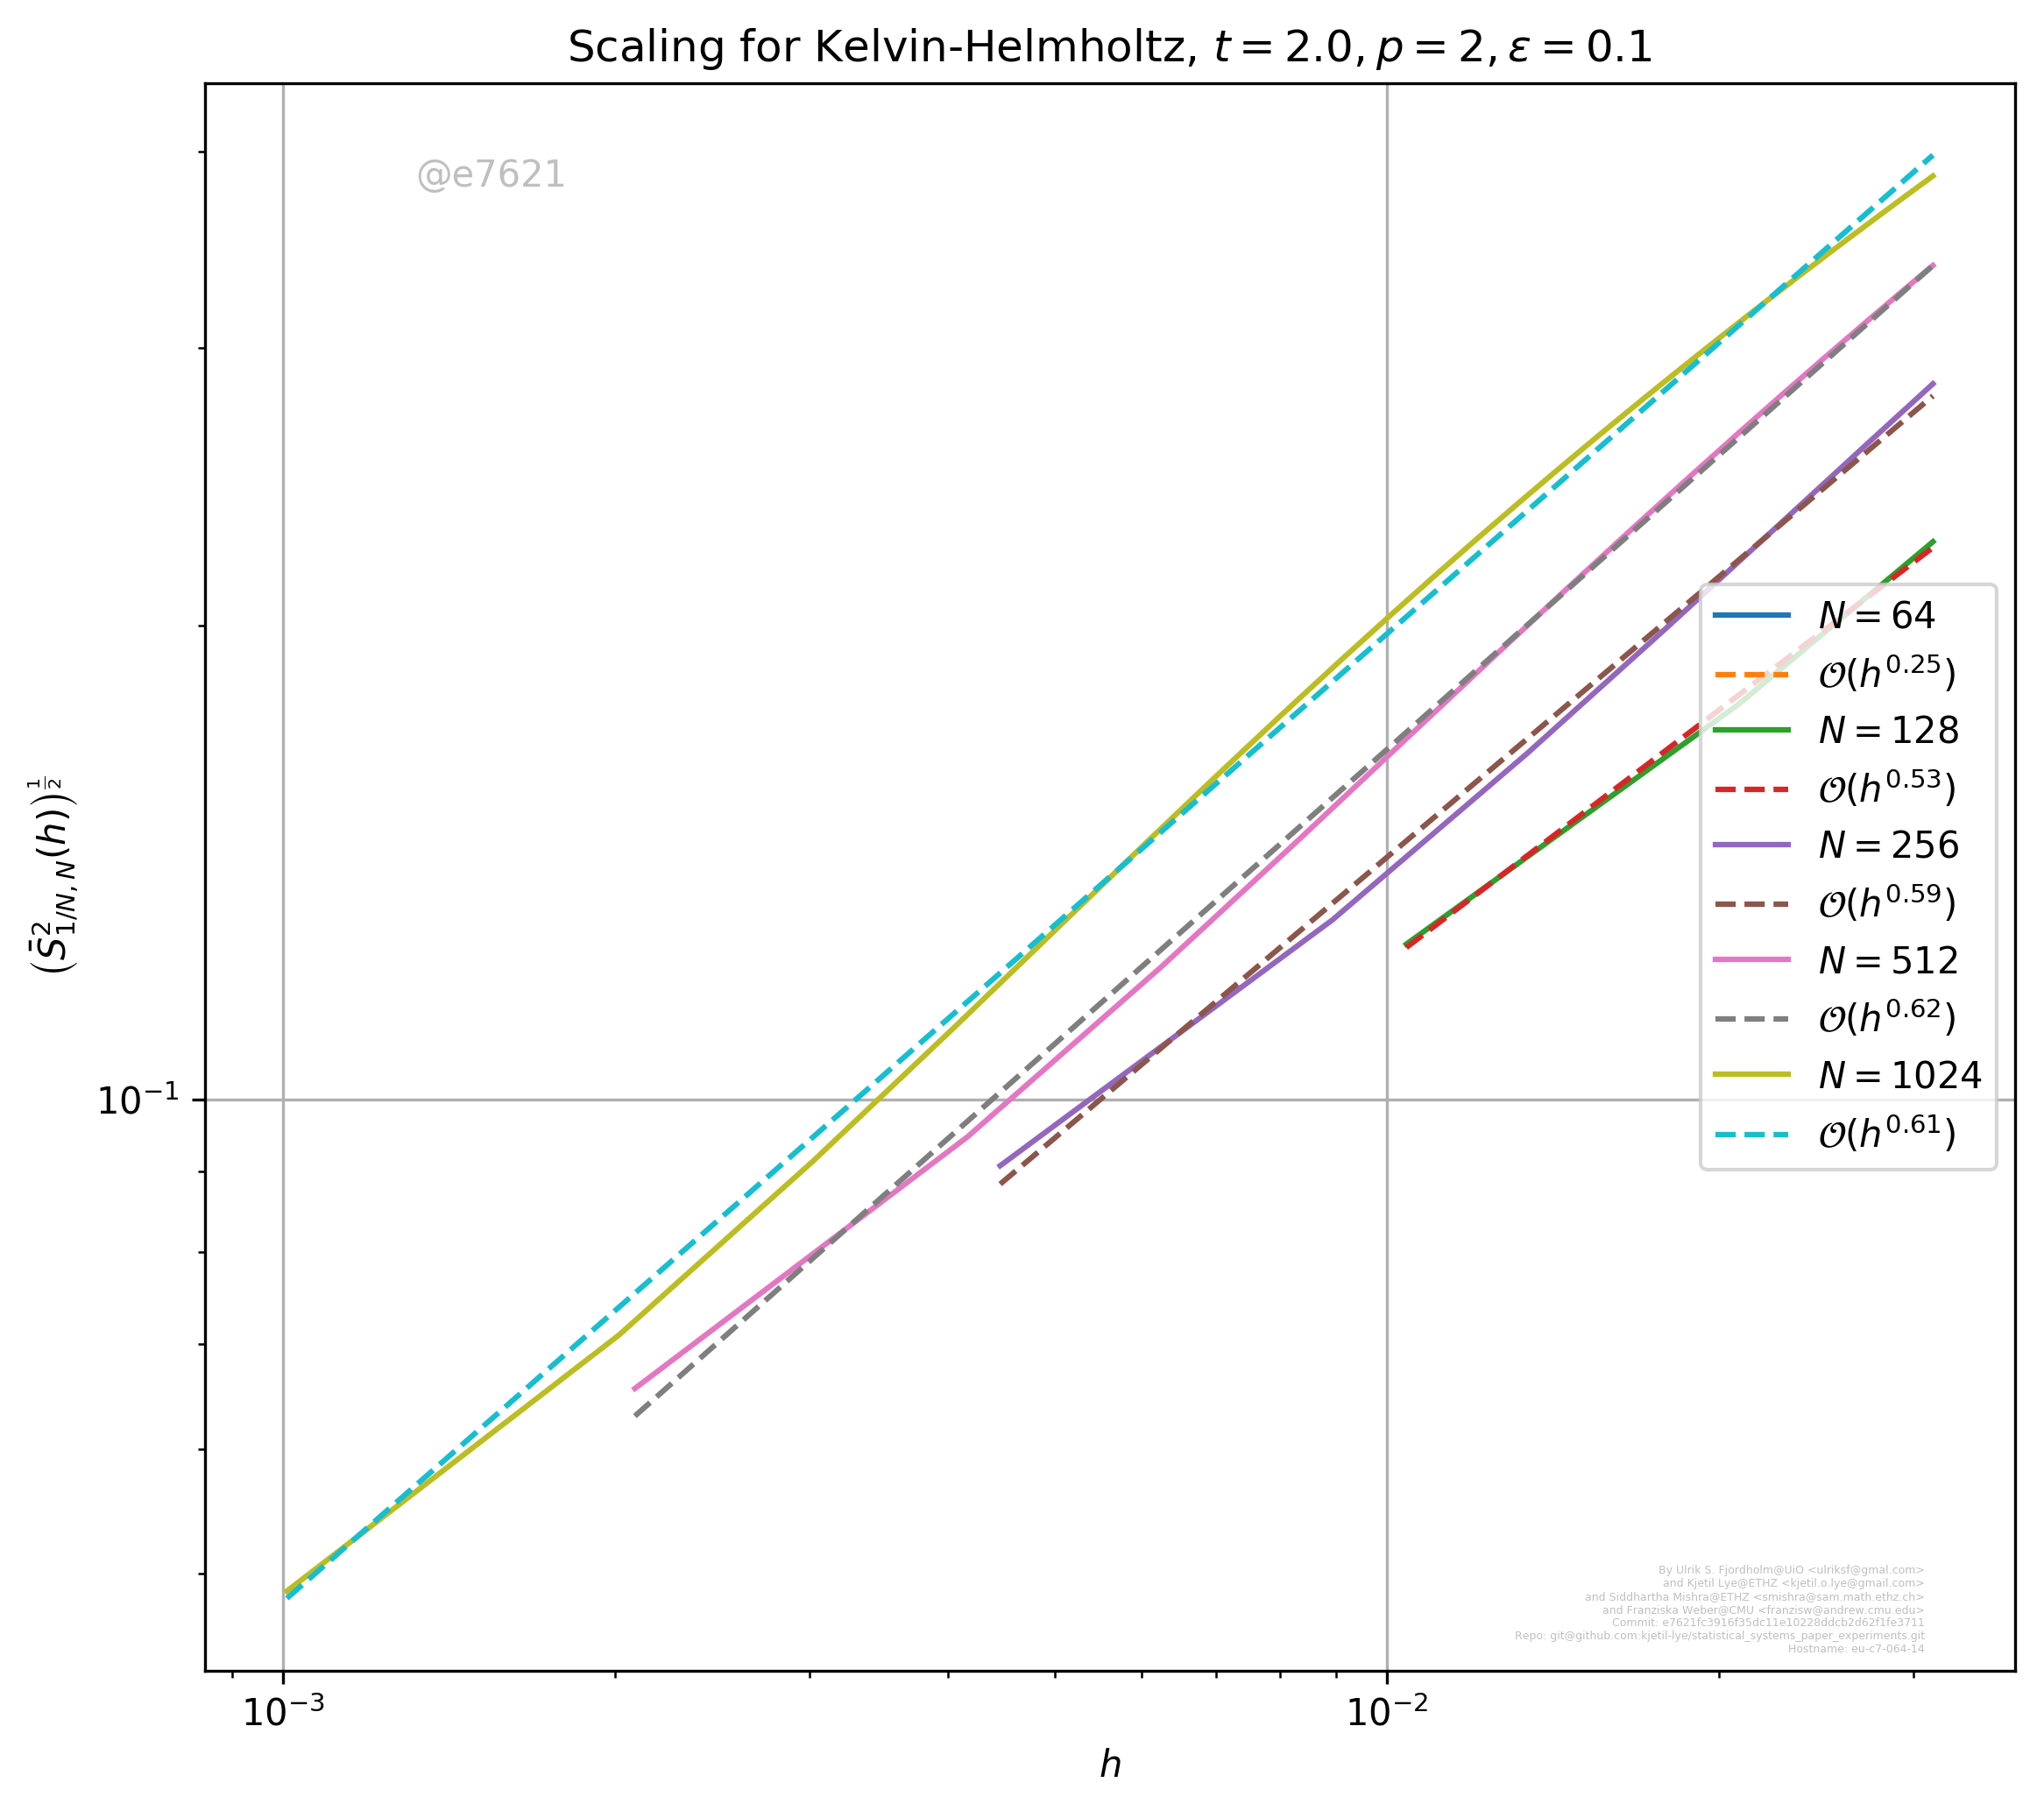 Scaling for Kelvin-Helmholtz, $t = 2.0, p = 2, \varepsilon = 0.1$
@e7621
$\left(\bar{S}^2_{1/N,N}(h)\right)^{\frac{1}{2}}$
$10^{-1}$
$N = 64$
$\mathcal{O}(h^{0.25})$
$N = 128$
$\mathcal{O}(h^{0.53})$
$N = 256$
$\mathcal{O}(h^{0.59})$
$N = 512$
$\mathcal{O}(h^{0.62})$
$N = 1024$
$\mathcal{O}(h^{0.61})$
By Ulrik S. Fjordholm@UiO <ulriksf@gmal.com>
and Kjetil Lye@ETHZ <kjetil.o.lye@gmail.com>
and Siddhartha Mishra@ETHZ <smishra@sam.math.ethz.ch>
and Franziska Weber@CMU <franzisw@andrew.cmu.edu>
Commit: e7621fc3916f35dc11e10228ddcb2d62f1fe3711
Repo: git@github.com:kjetil-lye/statistical_systems_paper_experiments.git
Hostname: eu-c7-064-14
$10^{-3}$
$10^{-2}$
$h$